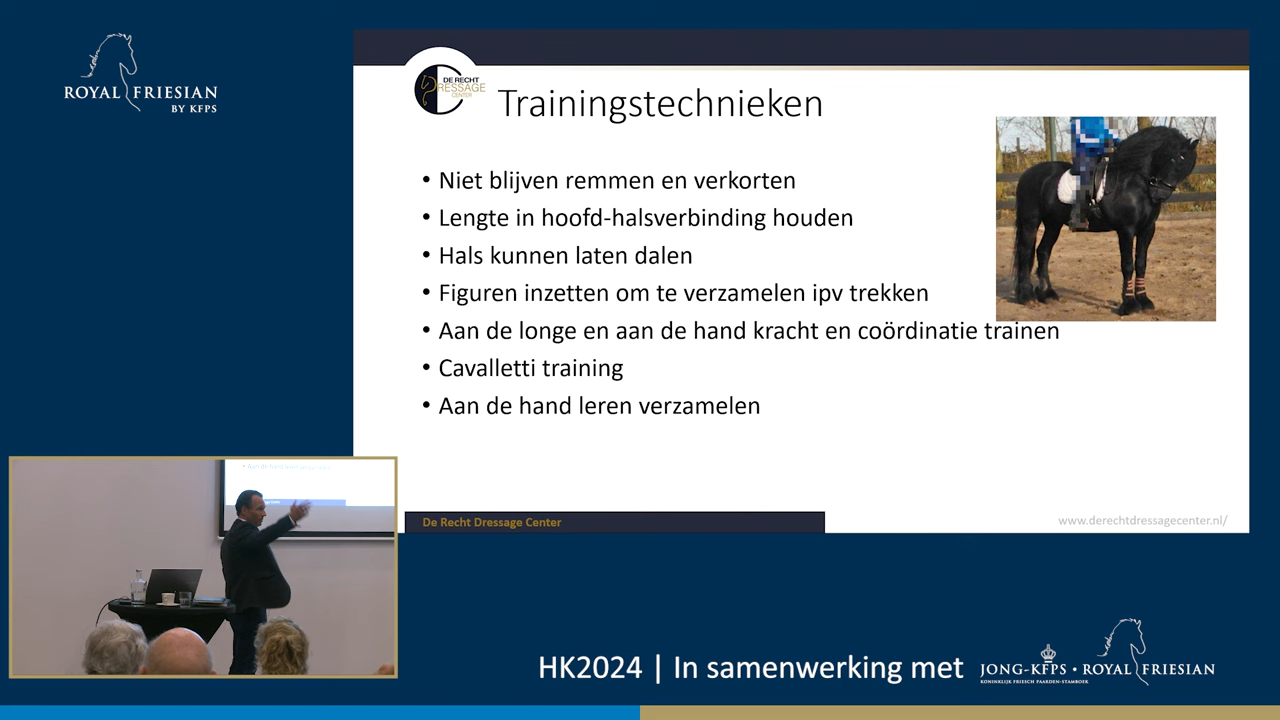 ROYAL FRIESIAN
BY KFPS
DE RECHT
DRESSAGE
CENTER
Trainingstechnieken
• Niet blijven remmen en verkorten
• Lengte in hoofd-halsverbinding houden
• Hals kunnen laten dalen
• Figuren inzetten om te verzamelen ipv trekken
• Aan de longe en aan de hand kracht en coördinatie trainen
• Cavalletti training
• Aan de hand leren verzamelen
De Recht Dressage Center
www.derechtdressagecenter.nl/
HK2024 | In samenwerking met
JONG-KFPS • ROYAL FRIESIAN
KONINKLIJK FRIESCH PAARDEN-STAMBOEK